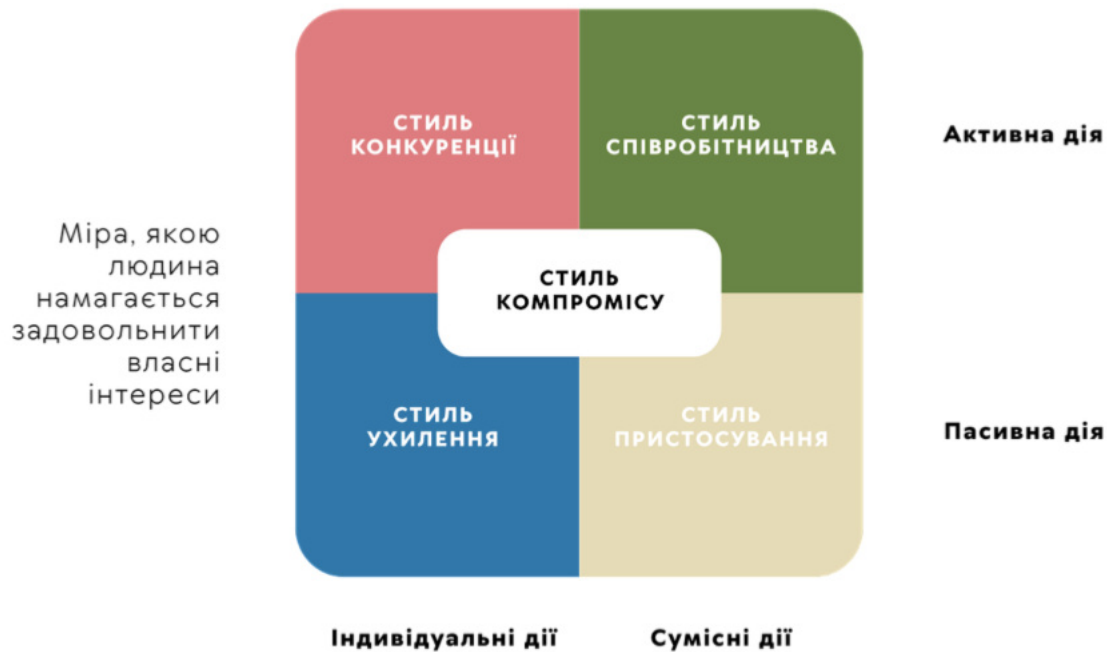 СТИЛЬ
КОНКУРЕНЦІЇ
СТИЛЬ
СПІВРОБІТНИЦТВА
Активна дія
Міра, якою
людина
намагається
задовольнити
власні
інтереси
СТИЛЬ
КОМПРОМІСУ
СТИЛЬ
УХИЛЕННЯ
СТИЛЬ
ПРИСТОСУВАННЯ
Пасивна дія
Індивідуальні дії
Сумісні дії